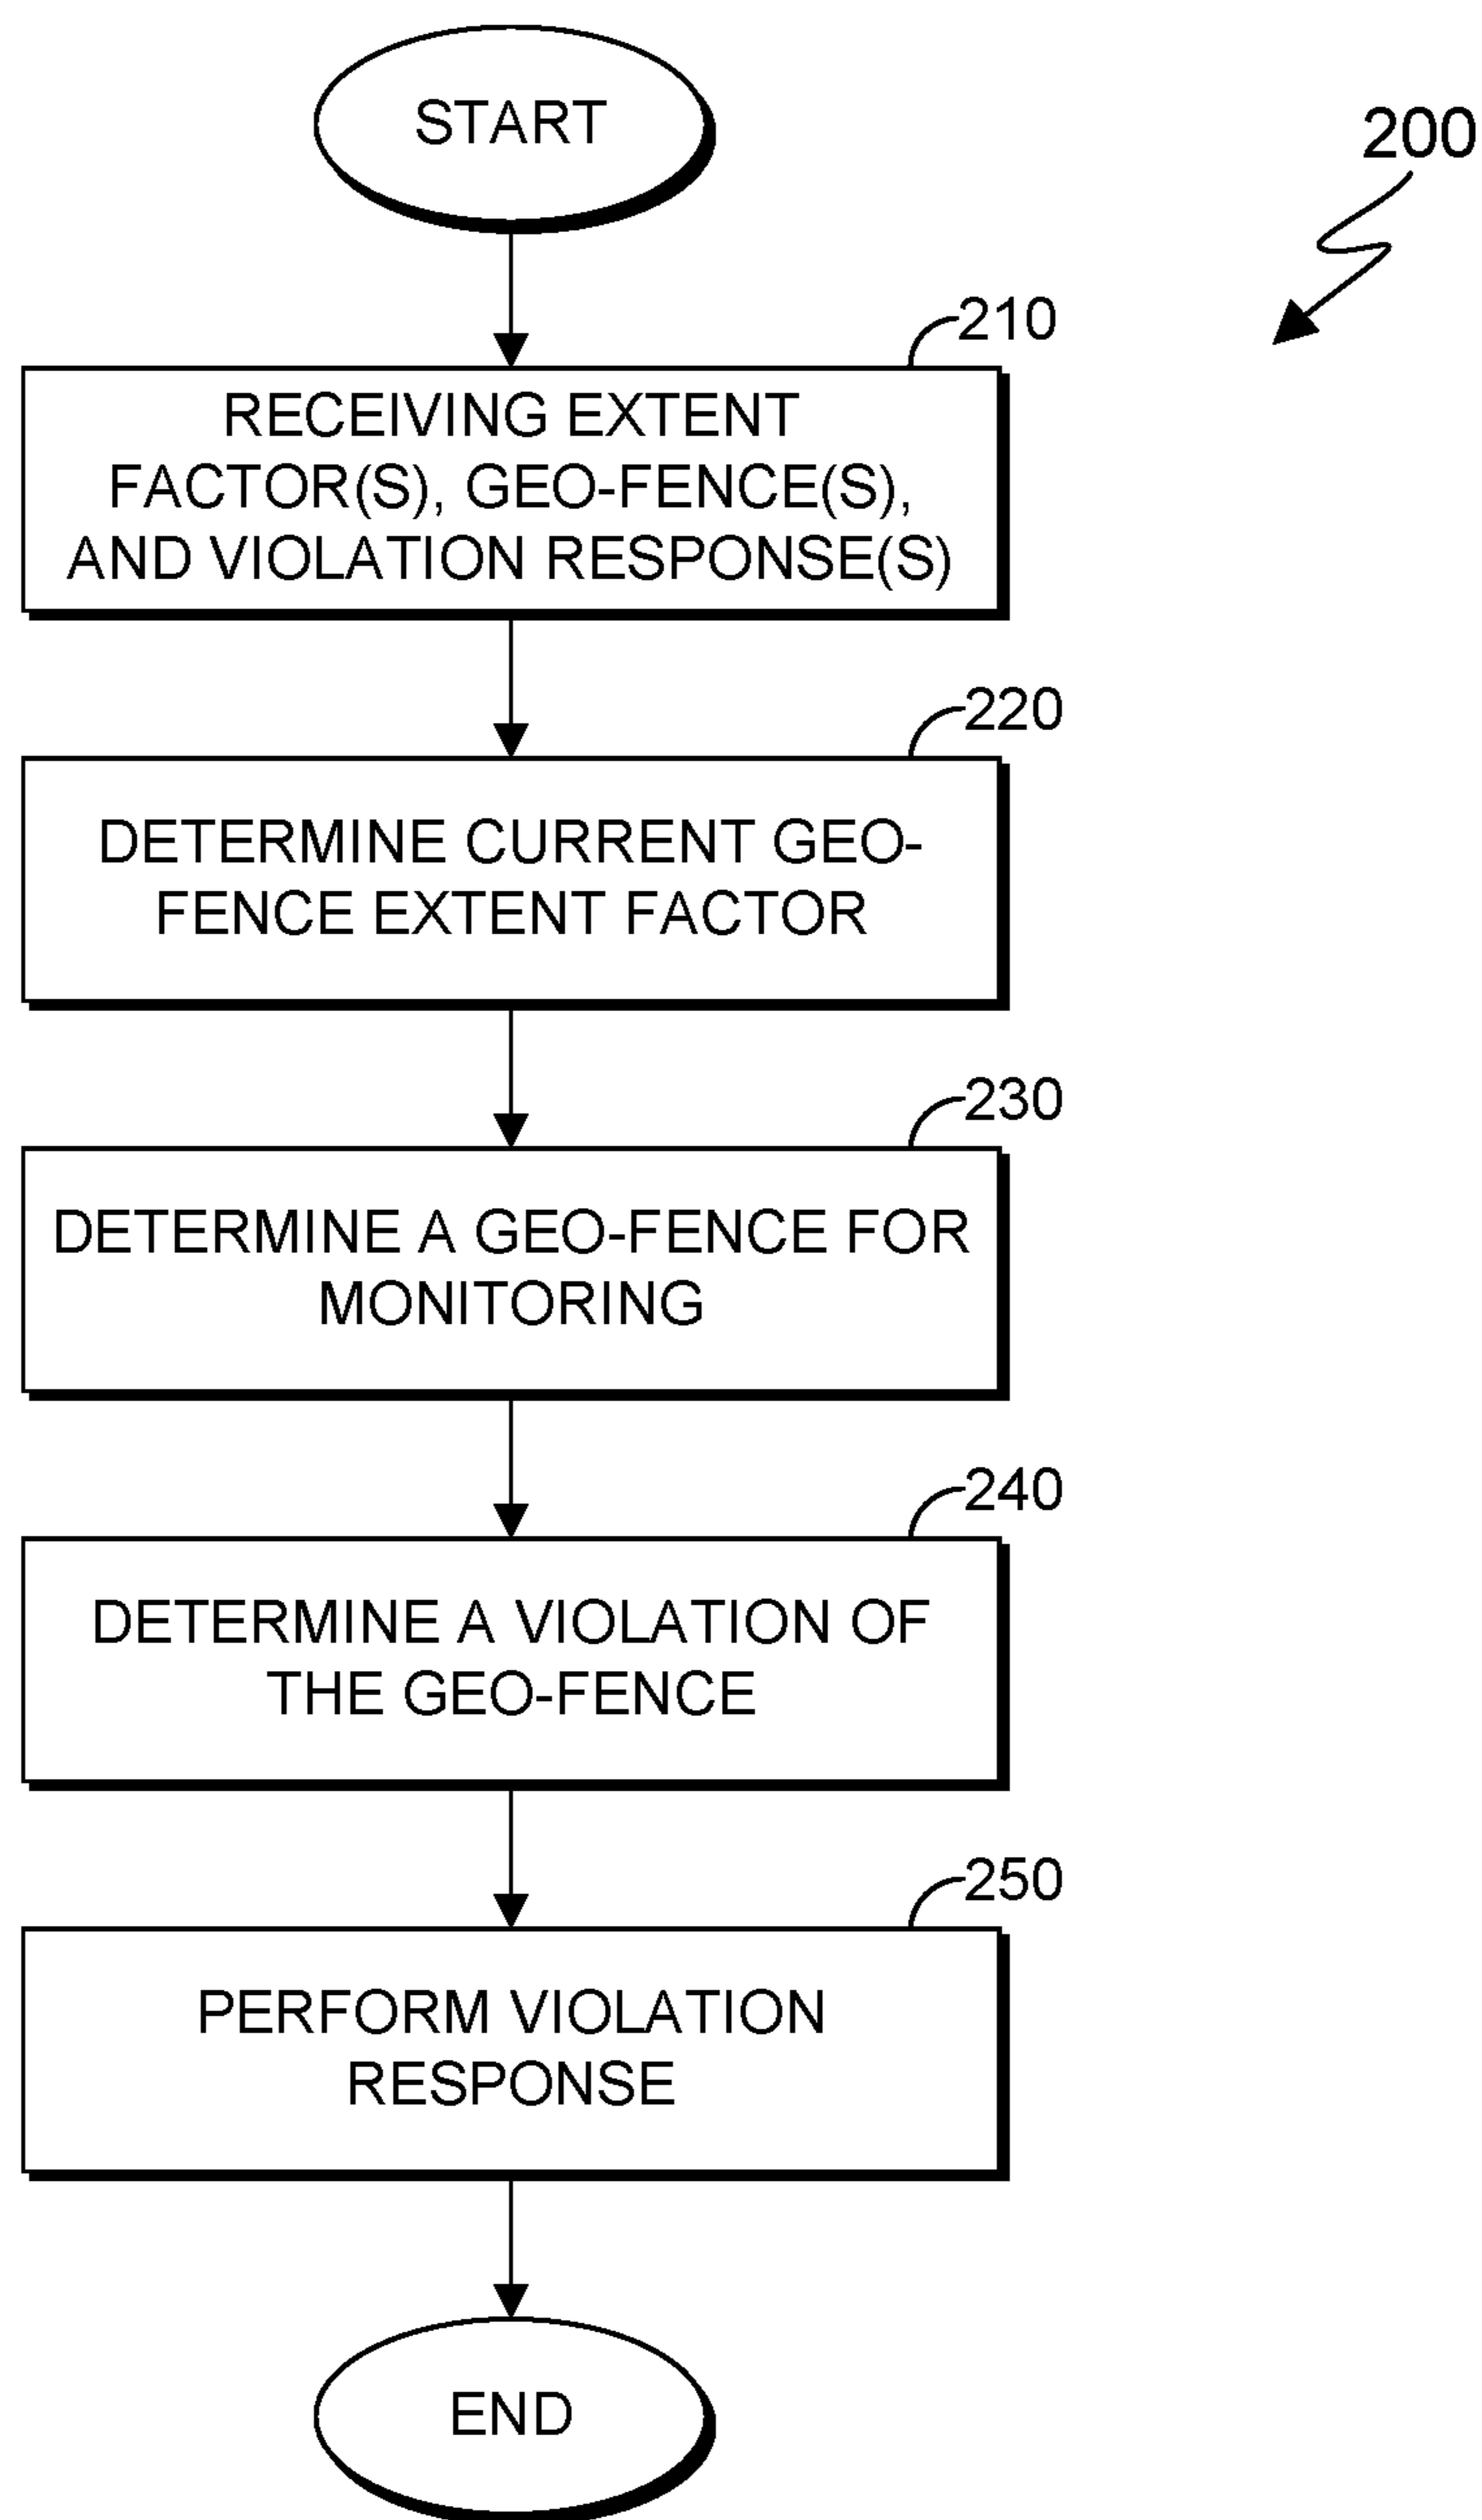 START
200
210
RECEIVING EXTENT
FACTOR(S), GEO-FENCE(S),
AND VIOLATION RESPONSE(S)
220
DETERMINE CURRENT GEO-
FENCE EXTENT FACTOR
230
DETERMINE A GEO-FENCE FOR
MONITORING
240
DETERMINE A VIOLATION OF
THE GEO-FENCE
250
PERFORM VIOLATION
RESPONSE
END